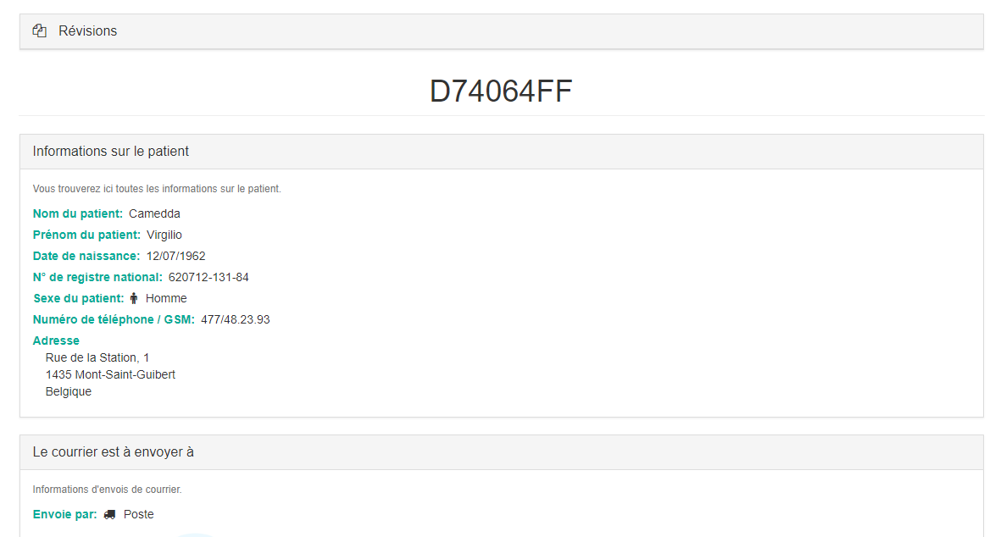 Révisions
D74064FF
Informations sur le patient
Vous trouverez ici toutes les informations sur le patient.
Nom du patient: Camedda
Prénom du patient: Virgilio
Date de naissance: 12/07/1962
N° de registre national: 620712-131-84
Sexe du patient: Homme
Numéro de téléphone / GSM: 477/48.23.93
Adresse
Rue de la Station, 1
1435 Mont-Saint-Guibert
Belgique
Le courrier est à envoyer à
Informations d'envois de courrier.
Envoie par: Poste